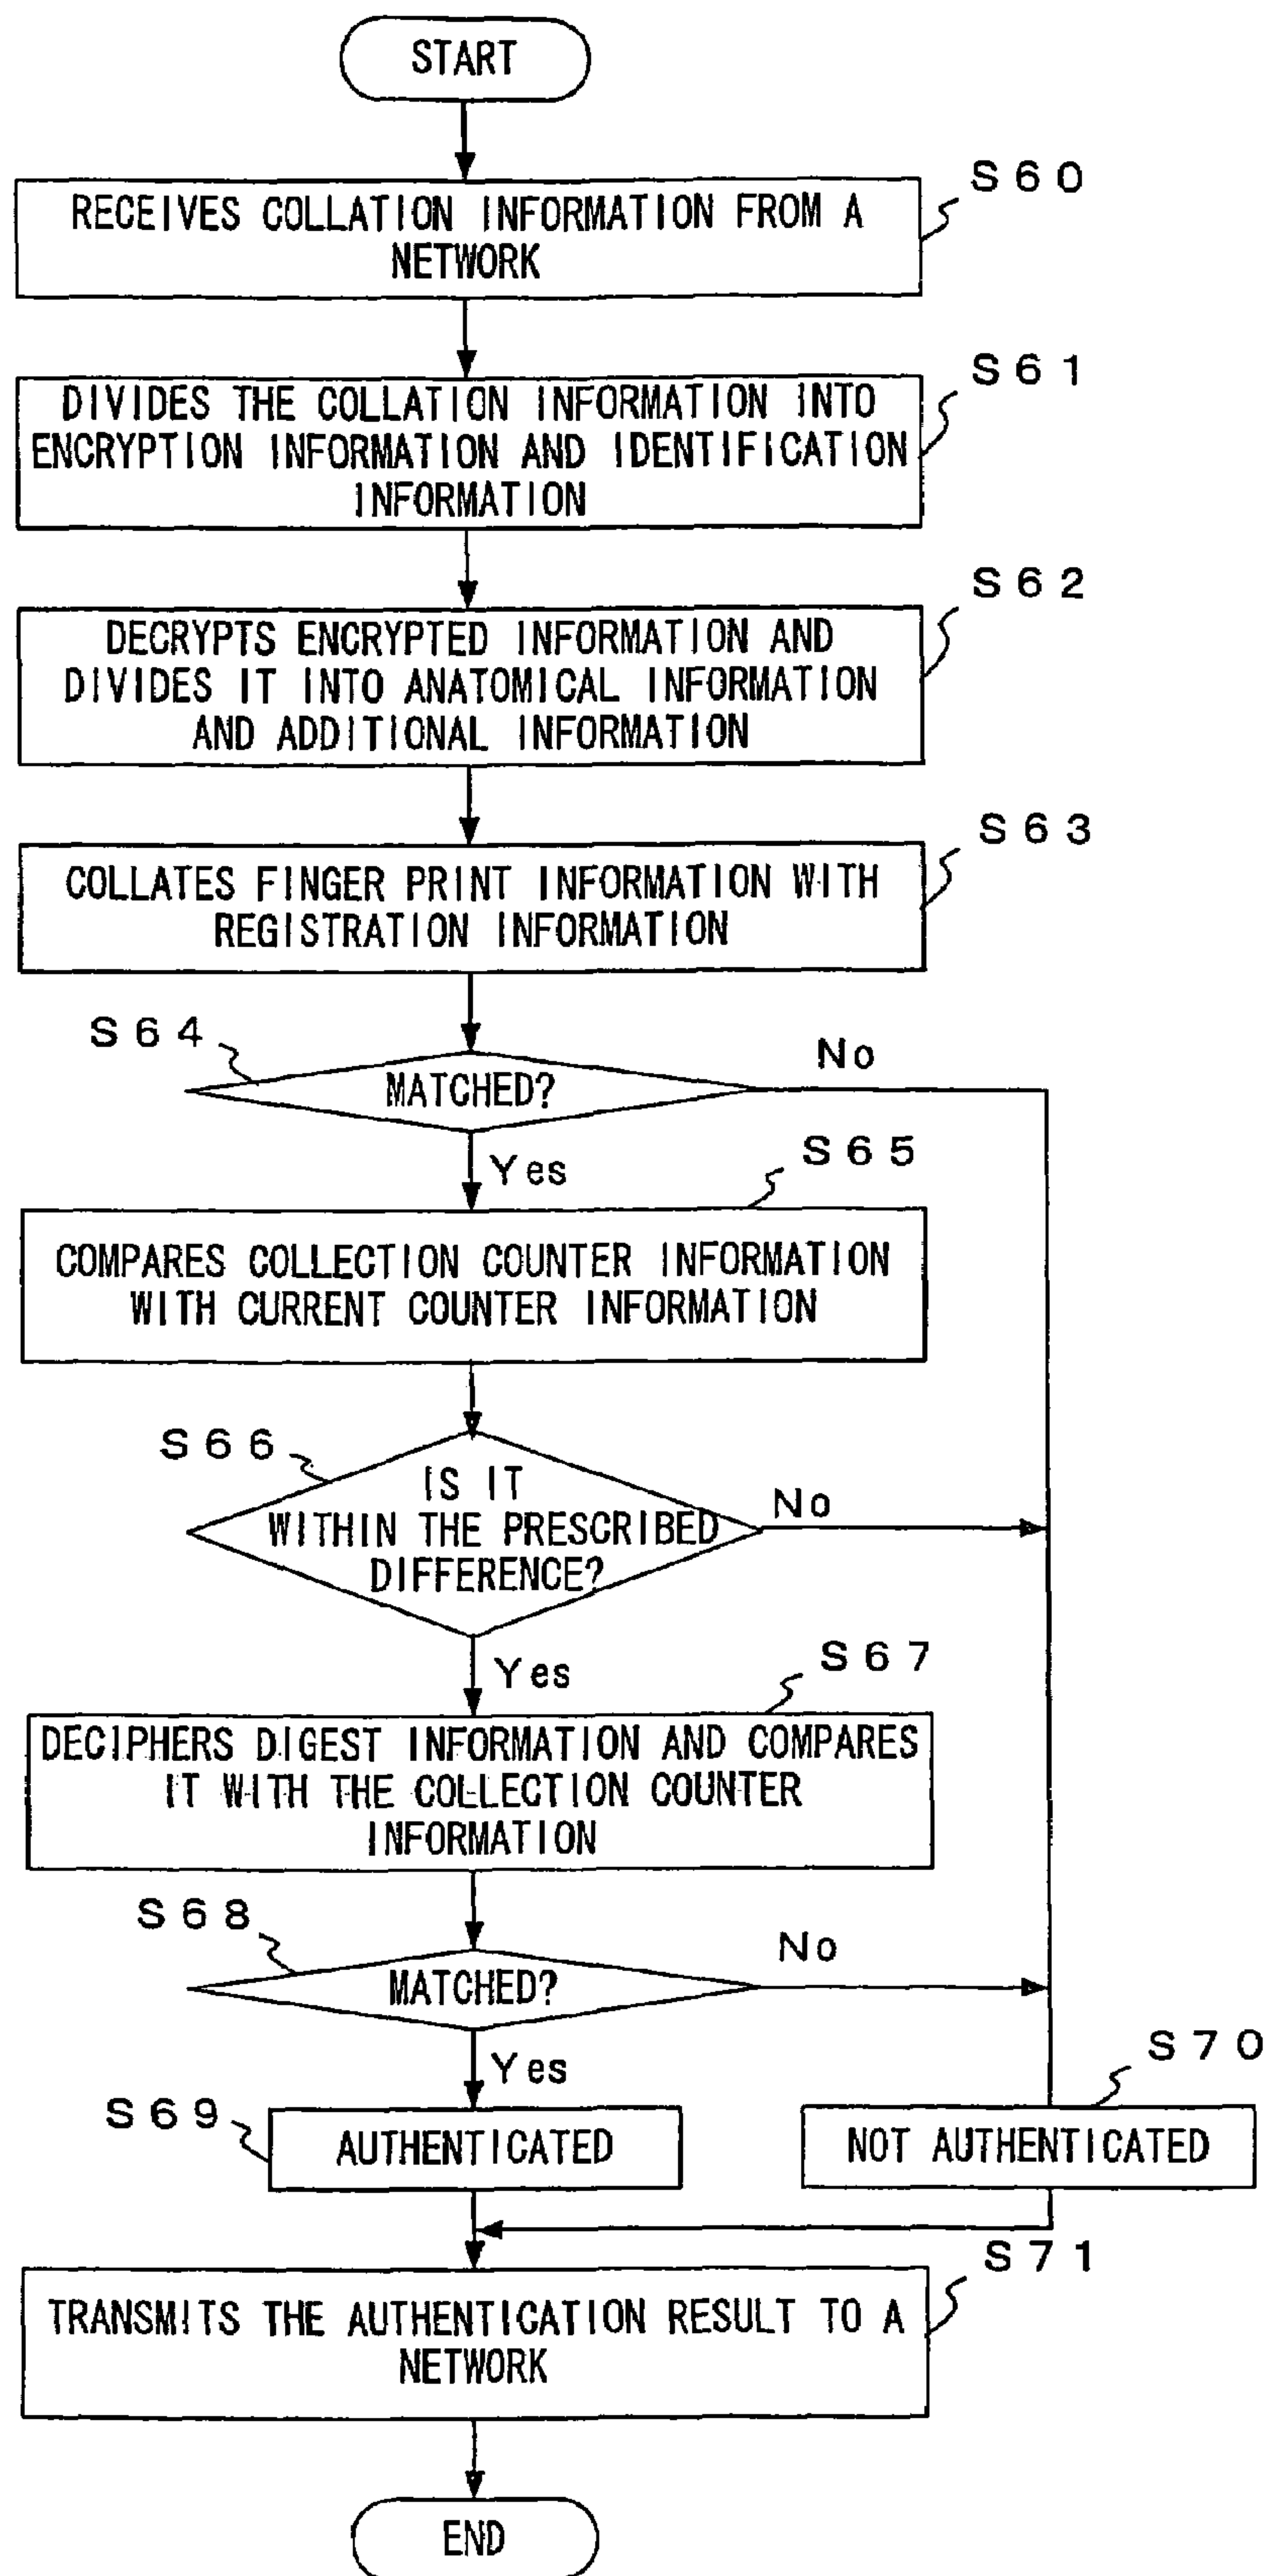 START
S60
RECEIVES COLLATION INFORMATION FROM A
NETWORK
S61
DIVIDES THE COLLATION INFORMATION INTO
ENCRYPTION INFORMATION AND IDENTIFICATION
INFORMATION
S62
DECRYPTS ENCRYPTED INFORMATION AND
DIVIDES IT INTO ANATOMICAL INFORMATION
AND ADDITIONAL INFORMATION
S63
COLLATES FINGER PRINT INFORMATION WITH
REGISTRATION INFORMATION
S64
MATCHED?
No
Yes
S65
COMPARES COLLECTION COUNTER INFORMATION
WITH CURRENT COUNTER INFORMATION
S66
IS IT
WITHIN THE PRESCRIBED
DIFFERENCE?
No
Yes
S67
DECIPHERS DIGEST INFORMATION AND COMPARES
IT WITH THE COLLECTION COUNTER
INFORMATION
S68
MATCHED?
No
Yes
S69
AUTHENTICATED
S70
NOT AUTHENTICATED
S71
TRANSMITS THE AUTHENTICATION RESULT TO A
NETWORK
END